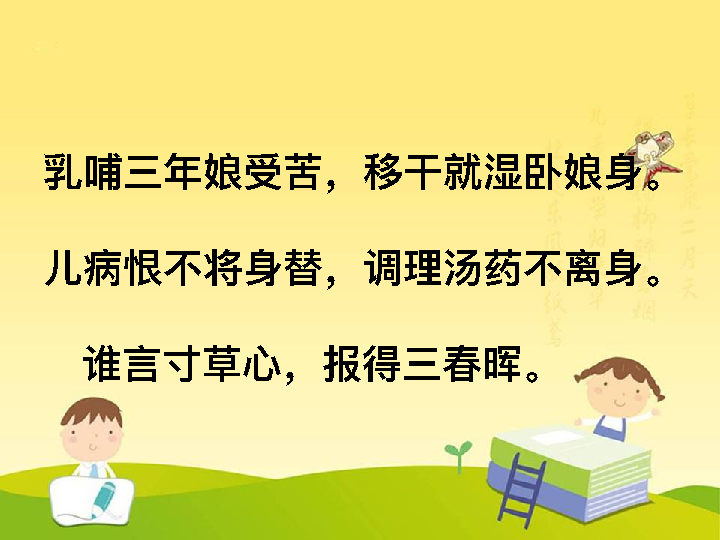 乳哺三年娘受苦，移干就湿卧娘身。
儿病恨不将身替，调理汤药不离身。
谁言寸草心，报得三春晖。